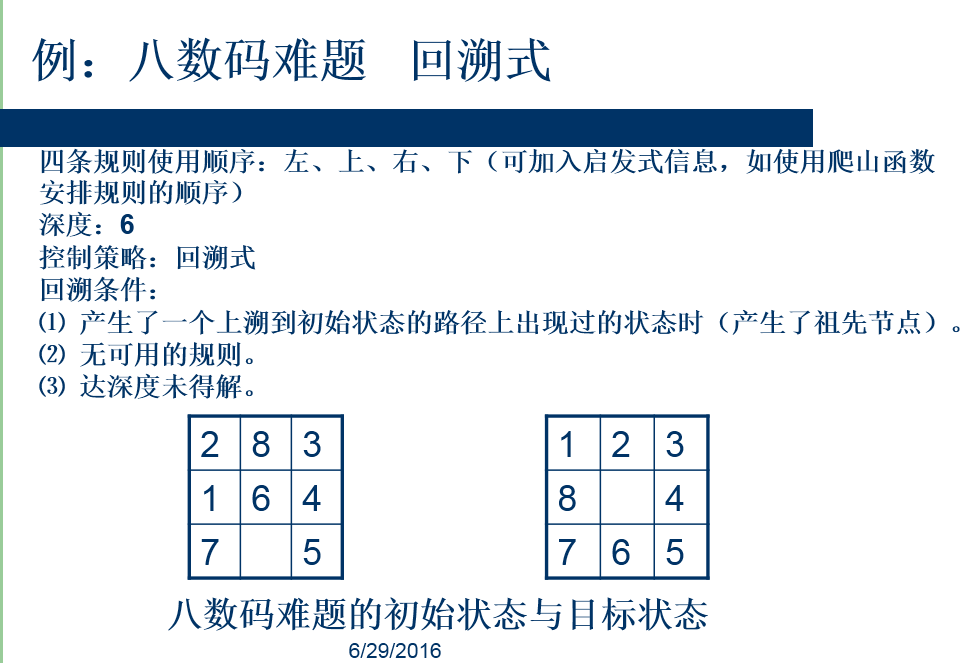 例：八数码难题 回溯式
四条规则使用顺序：左、上、右、下（可加入启发式信息，如使用爬山函数
安排规则的顺序）
深度：6
控制策略：回溯式
回溯条件：
⑴ 产生了一个上溯到初始状态的路径上出现过的状态时（产生了祖先节点）。
⑵ 无可用的规则。
⑶ 达深度未得解。
2 8 3
1 6 4
7 5
1 2 3
8 4
7 6 5
八数码难题的初始状态与目标状态
6/29/2016